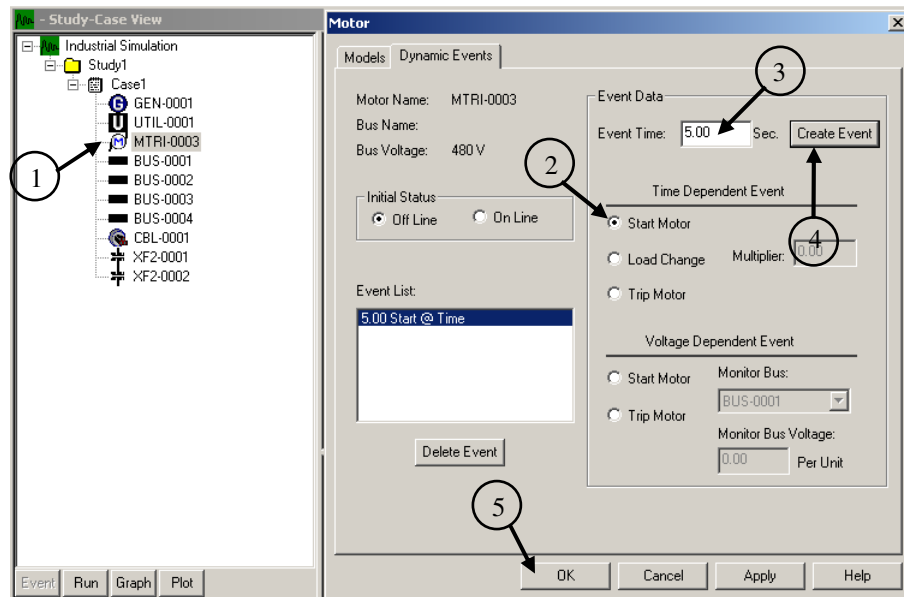 - Study-Case View
Industrial Simulation
Study1
Case1
GEN-0001
UTIL-0001
MTRI-0003
BUS-0001
BUS-0002
BUS-0003
BUS-0004
CBL-0001
XF2-0001
XF2-0002
1
Event Run Graph Plot
Motor
Models Dynamic Events
Motor Name: MTRI-0003
Bus Name:
Bus Voltage: 480 V
Initial Status
Off Line On Line
Event List:
5.00 Start @ Time
Delete Event
Event Data
3
Event Time: 5.00 Sec. Create Event
2
Time Dependent Event
Start Motor
4
Load Change Multiplier: 0.00
Trip Motor
Voltage Dependent Event
Start Motor Monitor Bus:
BUS-0001
Trip Motor
Monitor Bus Voltage:
0.00 Per Unit
5
OK Cancel Apply Help